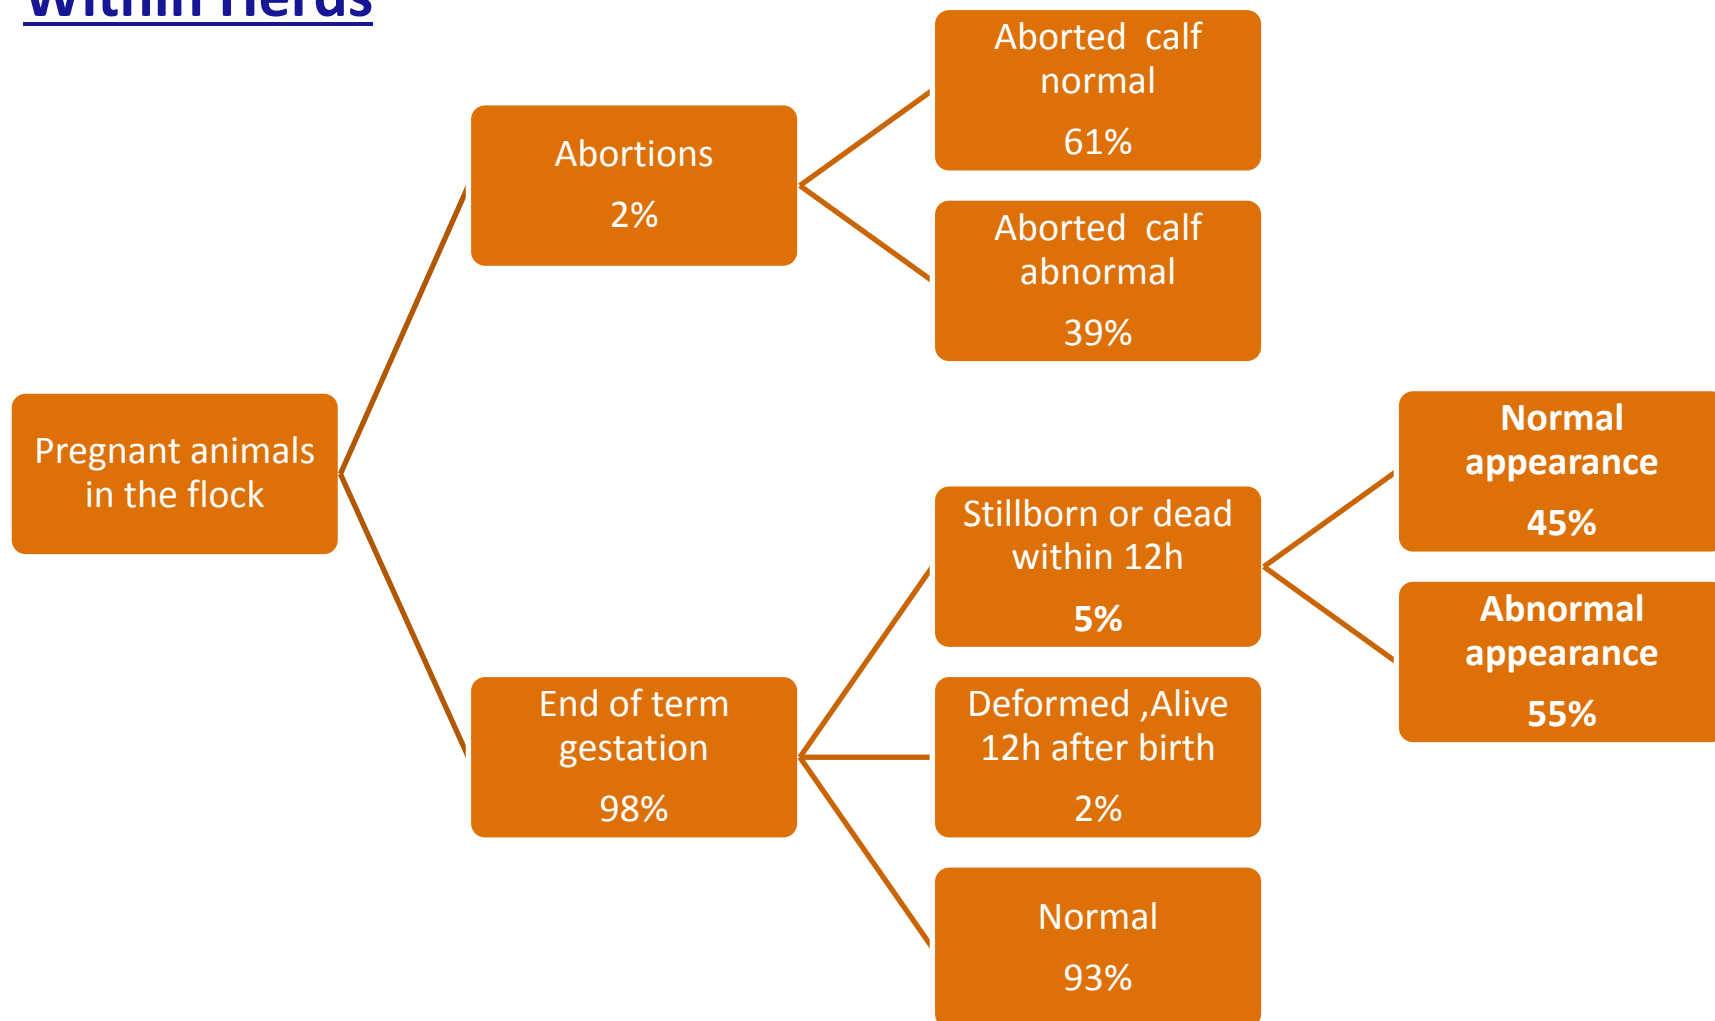 Within Herds
Aborted calf
normal
61%
Abortions
2%
Aborted calf
abnormal
39%
Pregnant animals
in the flock
Normal
appearance
45%
Stillborn or dead
within 12h
5%
Abnormal
appearance
55%
End of term
gestation
98%
Deformed ,Alive
12h after birth
2%
Normal
93%